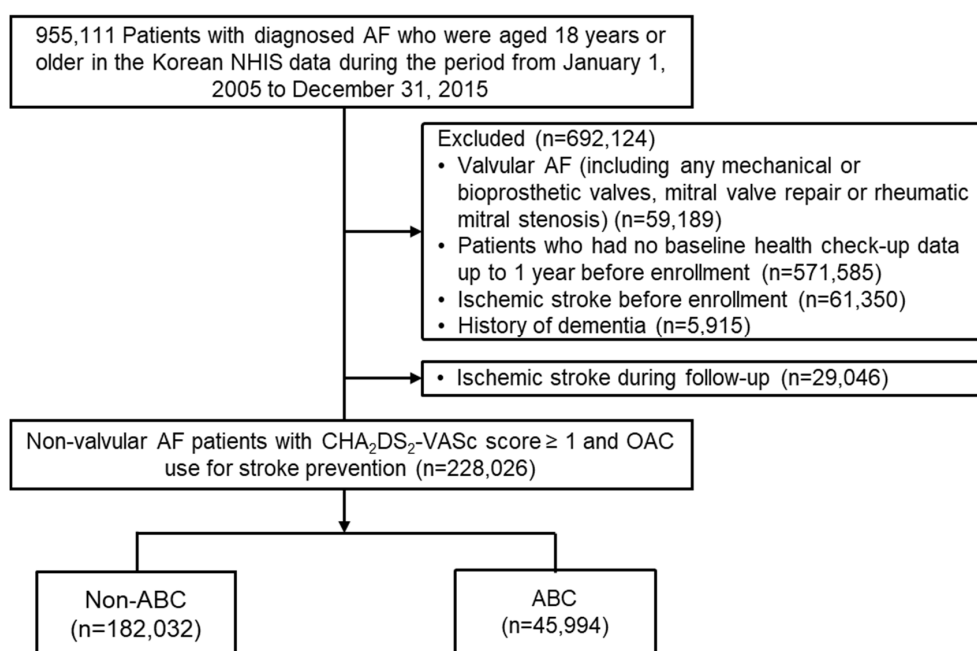 955,111 Patients with diagnosed AF who were aged 18 years or
older in the Korean NHIS data during the period from January 1,
2005 to December 31, 2015
Excluded (n=692,124)
• Valvular AF (including any mechanical or
bioprosthetic valves, mitral valve repair or rheumatic
mitral stenosis) (n=59,189)
• Patients who had no baseline health check-up data
up to 1 year before enrollment (n=571,585)
• Ischemic stroke before enrollment (n=61,350)
• History of dementia (n=5,915)
• Ischemic stroke during follow-up (n=29,046)
Non-valvular AF patients with CHA₂DS₂-VASc score ≥ 1 and OAC
use for stroke prevention (n=228,026)
Non-ABC
(n=182,032)
ABC
(n=45,994)